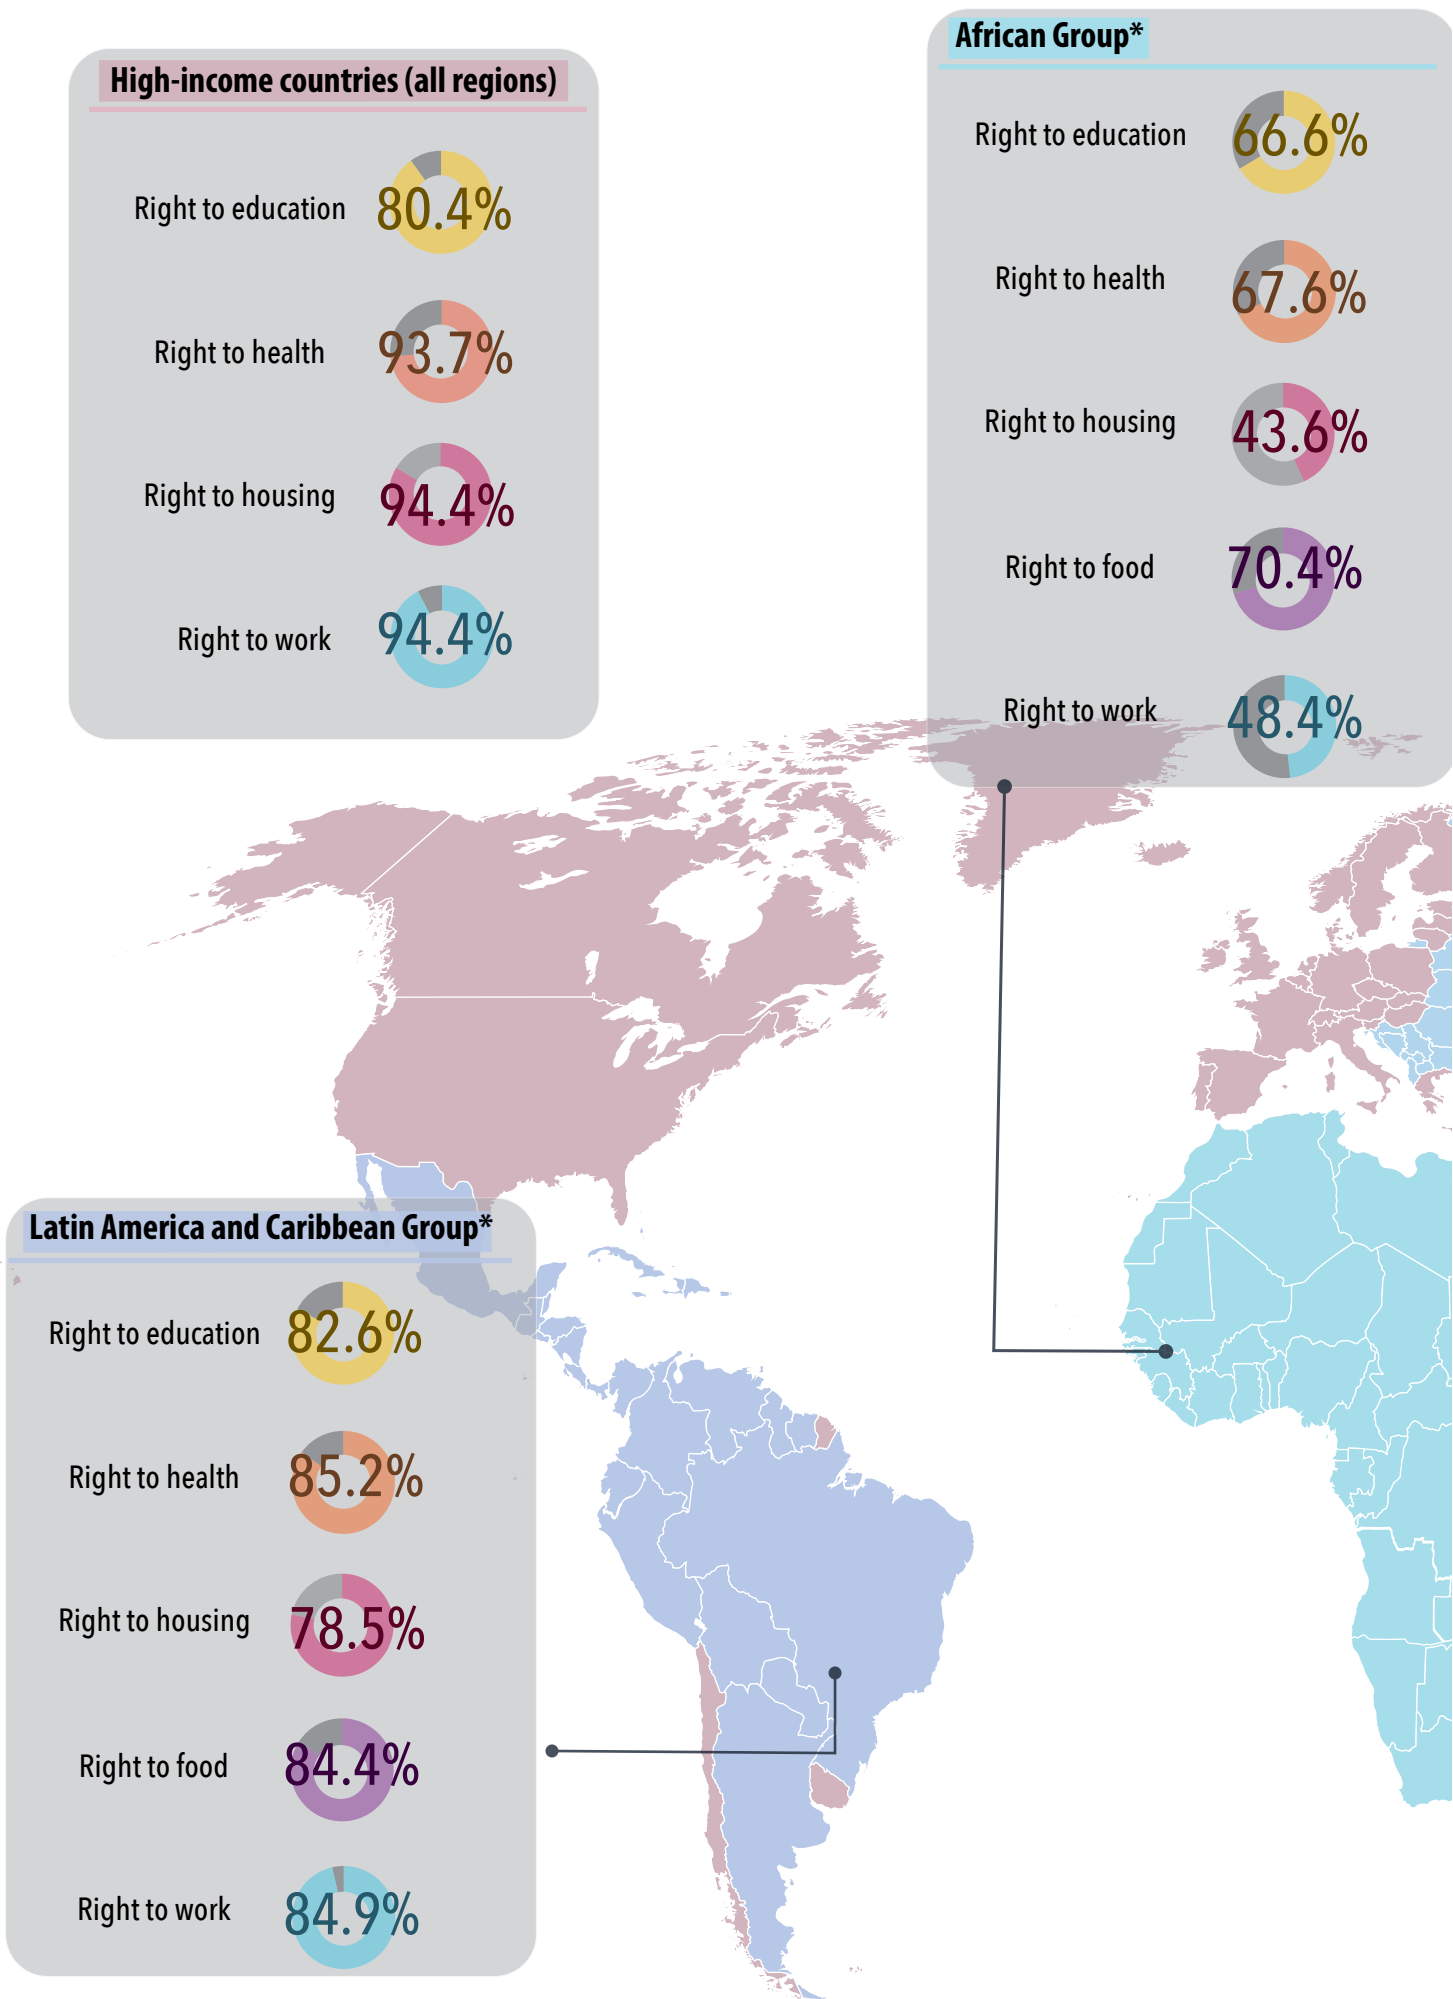 High-income countries (all regions)
Right to education 80.4%
Right to health 93.7%
Right to housing 94.4%
Right to work 94.4%
African Group*
Right to education 66.6%
Right to health 67.6%
Right to housing 43.6%
Right to food 70.4%
Right to work 48.4%
Latin America and Caribbean Group*
Right to education 82.6%
Right to health 85.2%
Right to housing 78.5%
Right to food 84.4%
Right to work 84.9%